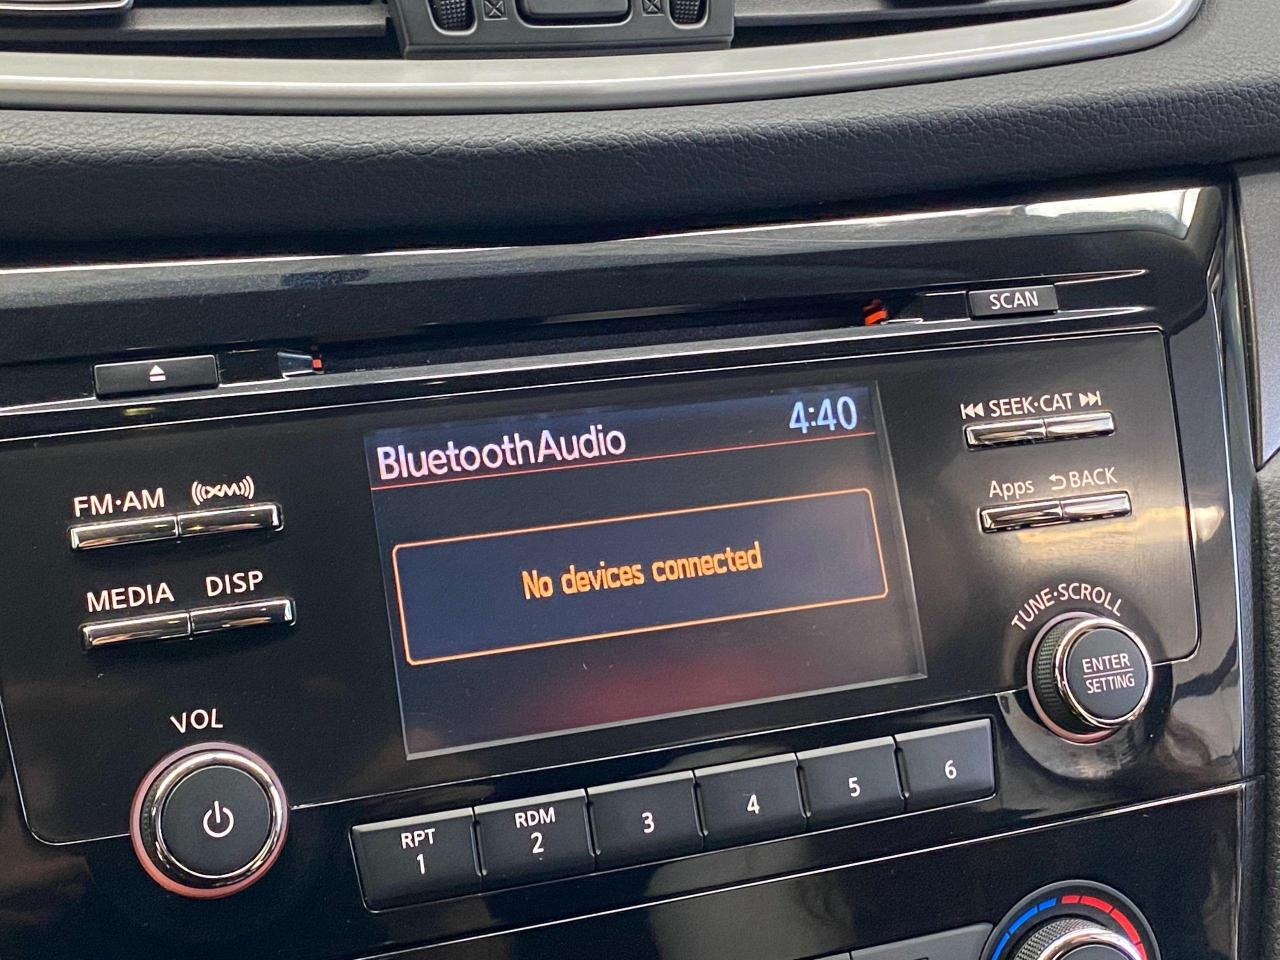 SCAN
BluetoothAudio 4:40
No devices connected
SEEK·CAT
Apps BACK
FM·AM ((XM))
MEDIA DISP
VOL
TUNE·SCROLL
ENTER
SETTING
RPT
1
RDM
2
3
4
5
6